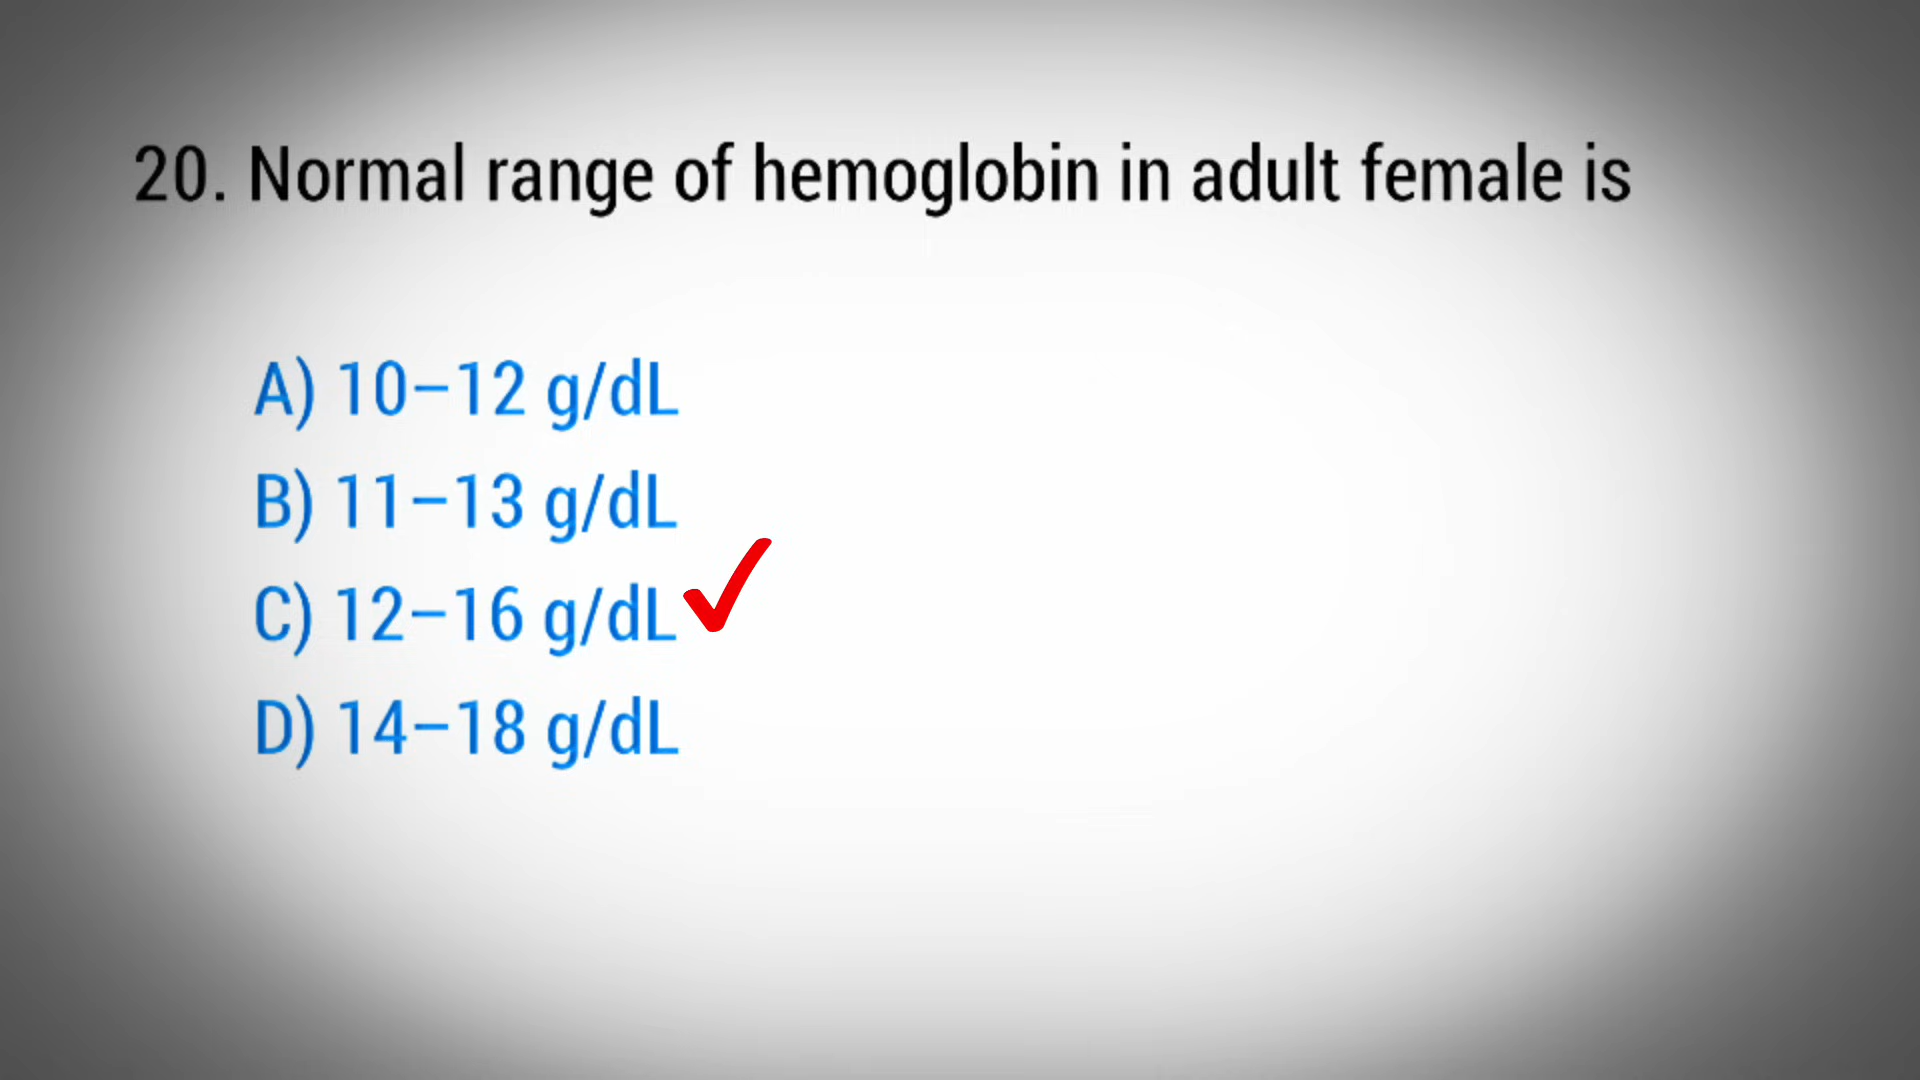 20. Normal range of hemoglobin in adult female is
A) 10–12 g/dL
B) 11–13 g/dL
C) 12–16 g/dL
D) 14–18 g/dL